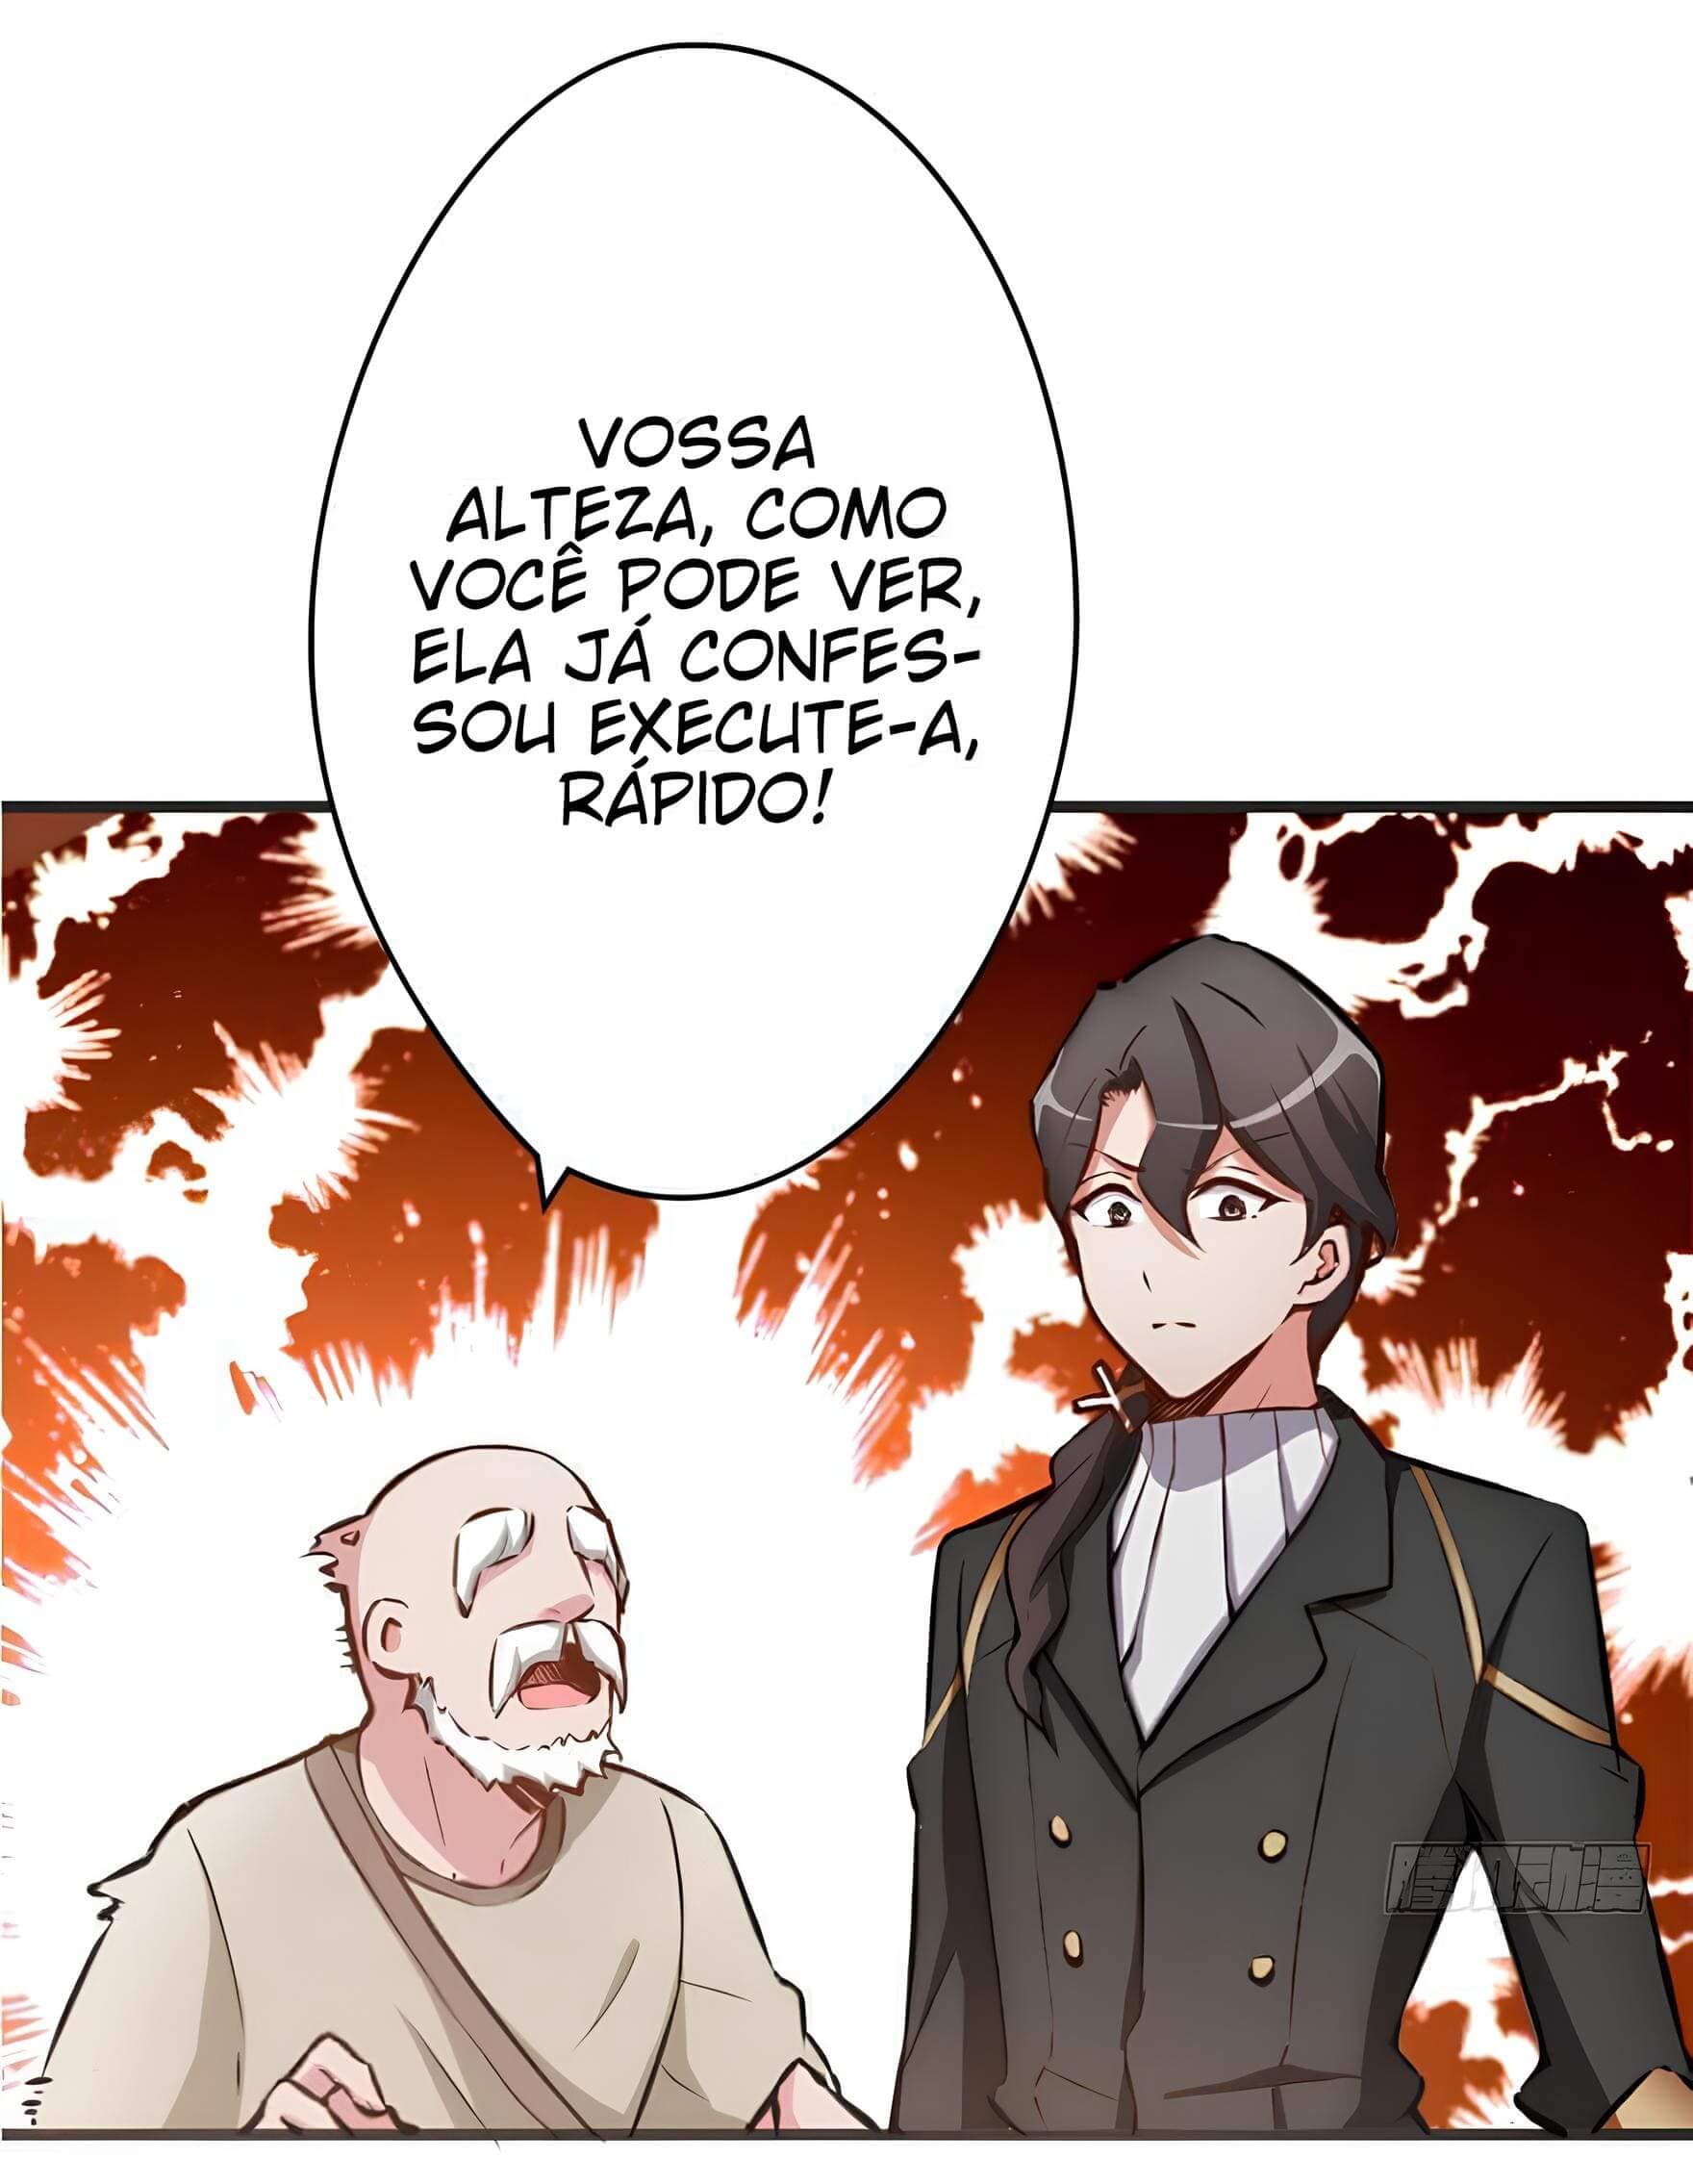 VOSSA
ALTEZA, COMO
VOCÊ PODE VER,
ELA JÁ CONFES-
SOU EXECUTE-A,
RÁPIDO!